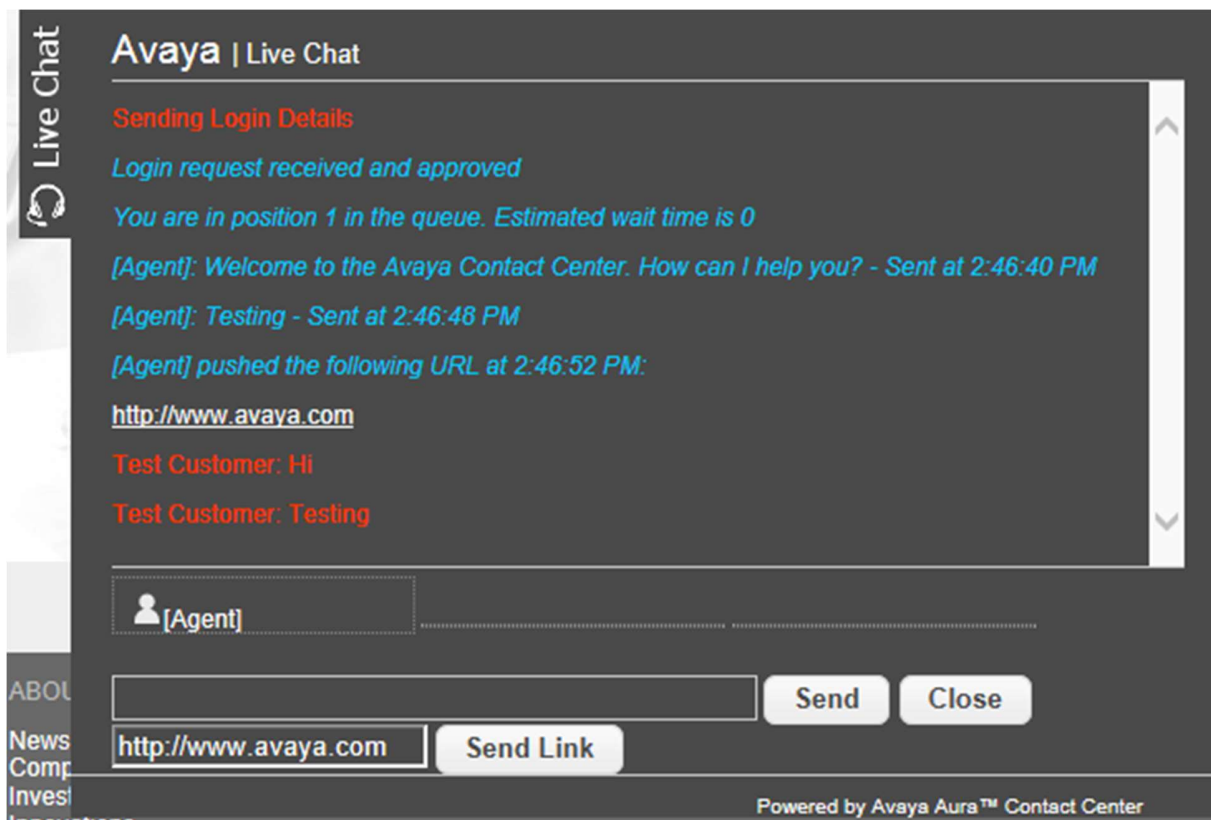 Live Chat
Avaya | Live Chat
Sending Login Details
Login request received and approved
You are in position 1 in the queue. Estimated wait time is 0
[Agent]: Welcome to the Avaya Contact Center. How can I help you? - Sent at 2:46:40 PM
[Agent]: Testing - Sent at 2:46:48 PM
[Agent] pushed the following URL at 2:46:52 PM:
http://www.avaya.com
Test Customer: Hi
Test Customer: Testing
[Agent]
Send Close
http://www.avaya.com Send Link
ABOU
News
Comp
Invest
Powered by Avaya Aura™ Contact Center